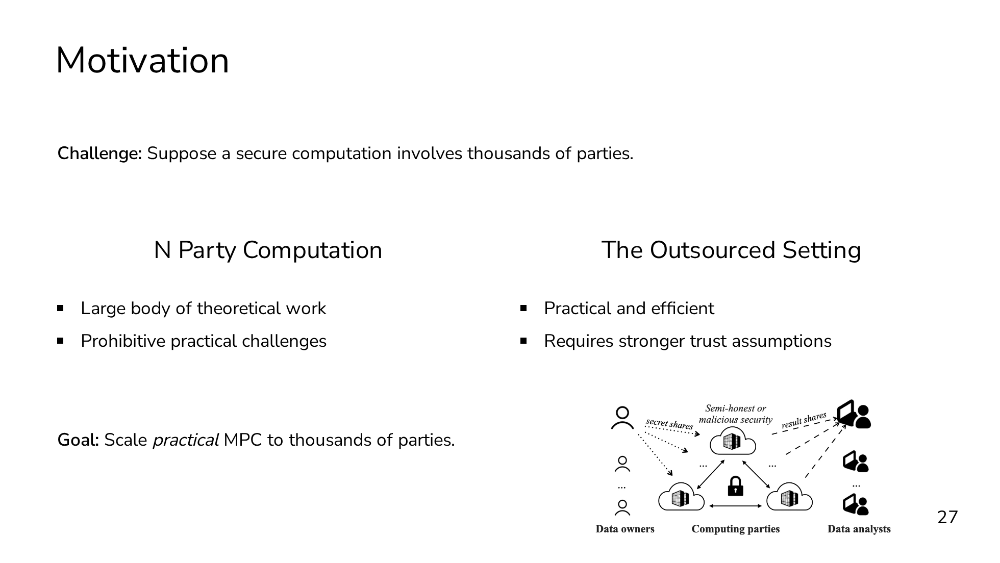 Motivation
Challenge: Suppose a secure computation involves thousands of parties.
N Party Computation
▪ Large body of theoretical work
▪ Prohibitive practical challenges
The Outsourced Setting
▪ Practical and efficient
▪ Requires stronger trust assumptions
Goal: Scale practical MPC to thousands of parties.
Semi-honest or
malicious security
secret shares
result shares
...
...
...
...
Data owners
Computing parties
Data analysts
27